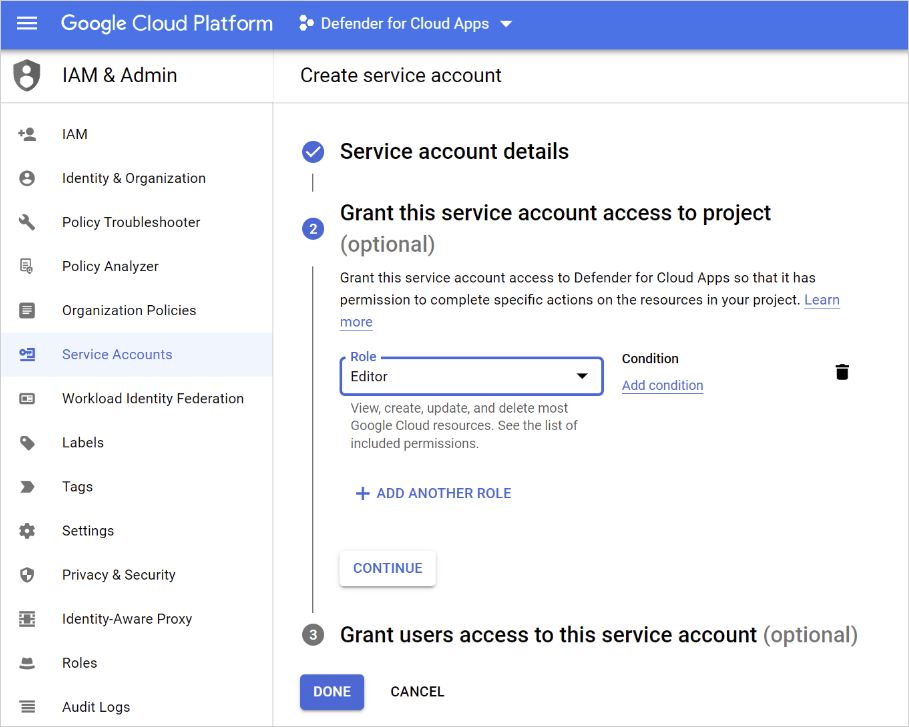 Google Cloud Platform
Defender for Cloud Apps
IAM & Admin
Create service account
IAM
Identity & Organization
Policy Troubleshooter
Policy Analyzer
Organization Policies
Service Accounts
Workload Identity Federation
Labels
Tags
Settings
Privacy & Security
Identity-Aware Proxy
Roles
Audit Logs
Service account details
2
Grant this service account access to project
(optional)
Grant this service account access to Defender for Cloud Apps so that it has
permission to complete specific actions on the resources in your project. Learn
more
Role
Editor
View, create, update, and delete most
Google Cloud resources. See the list of
included permissions.
Condition
Add condition
ADD ANOTHER ROLE
CONTINUE
3
Grant users access to this service account (optional)
DONE
CANCEL